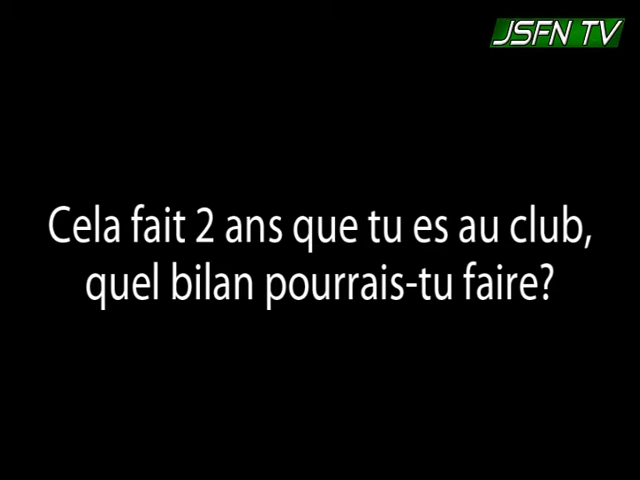 JSFN TV
Cela fait 2 ans que tu es au club,
quel bilan pourrais-tu faire?